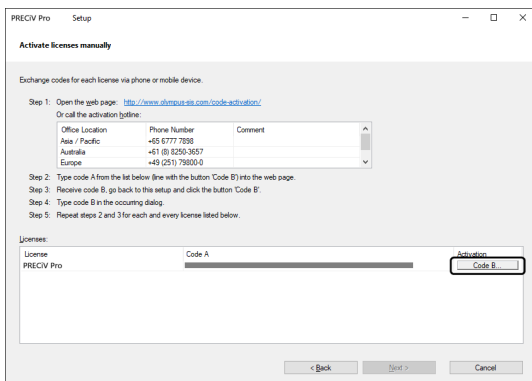 PRECiV Pro Setup
Activate licenses manually
Exchange codes for each license via phone or mobile device.
Step 1: Open the web page: http://www.olympus-sis.com/code-activation/
Or call the activation hotline:
Office Location Phone Number Comment
Asia / Pacific +65 6777 7898
Australia +61 (8) 8250-3657
Europe +49 (251) 79800-0
Step 2: Type code A from the list below (line with the button 'Code B') into the web page.
Step 3: Receive code B, go back to this setup and click the button 'Code B'.
Step 4: Type code B in the occurring dialog.
Step 5: Repeat steps 2 and 3 for each and every license listed below.
Licenses:
License Code A Activation
PRECiV Pro Code B...
< Back Next > Cancel